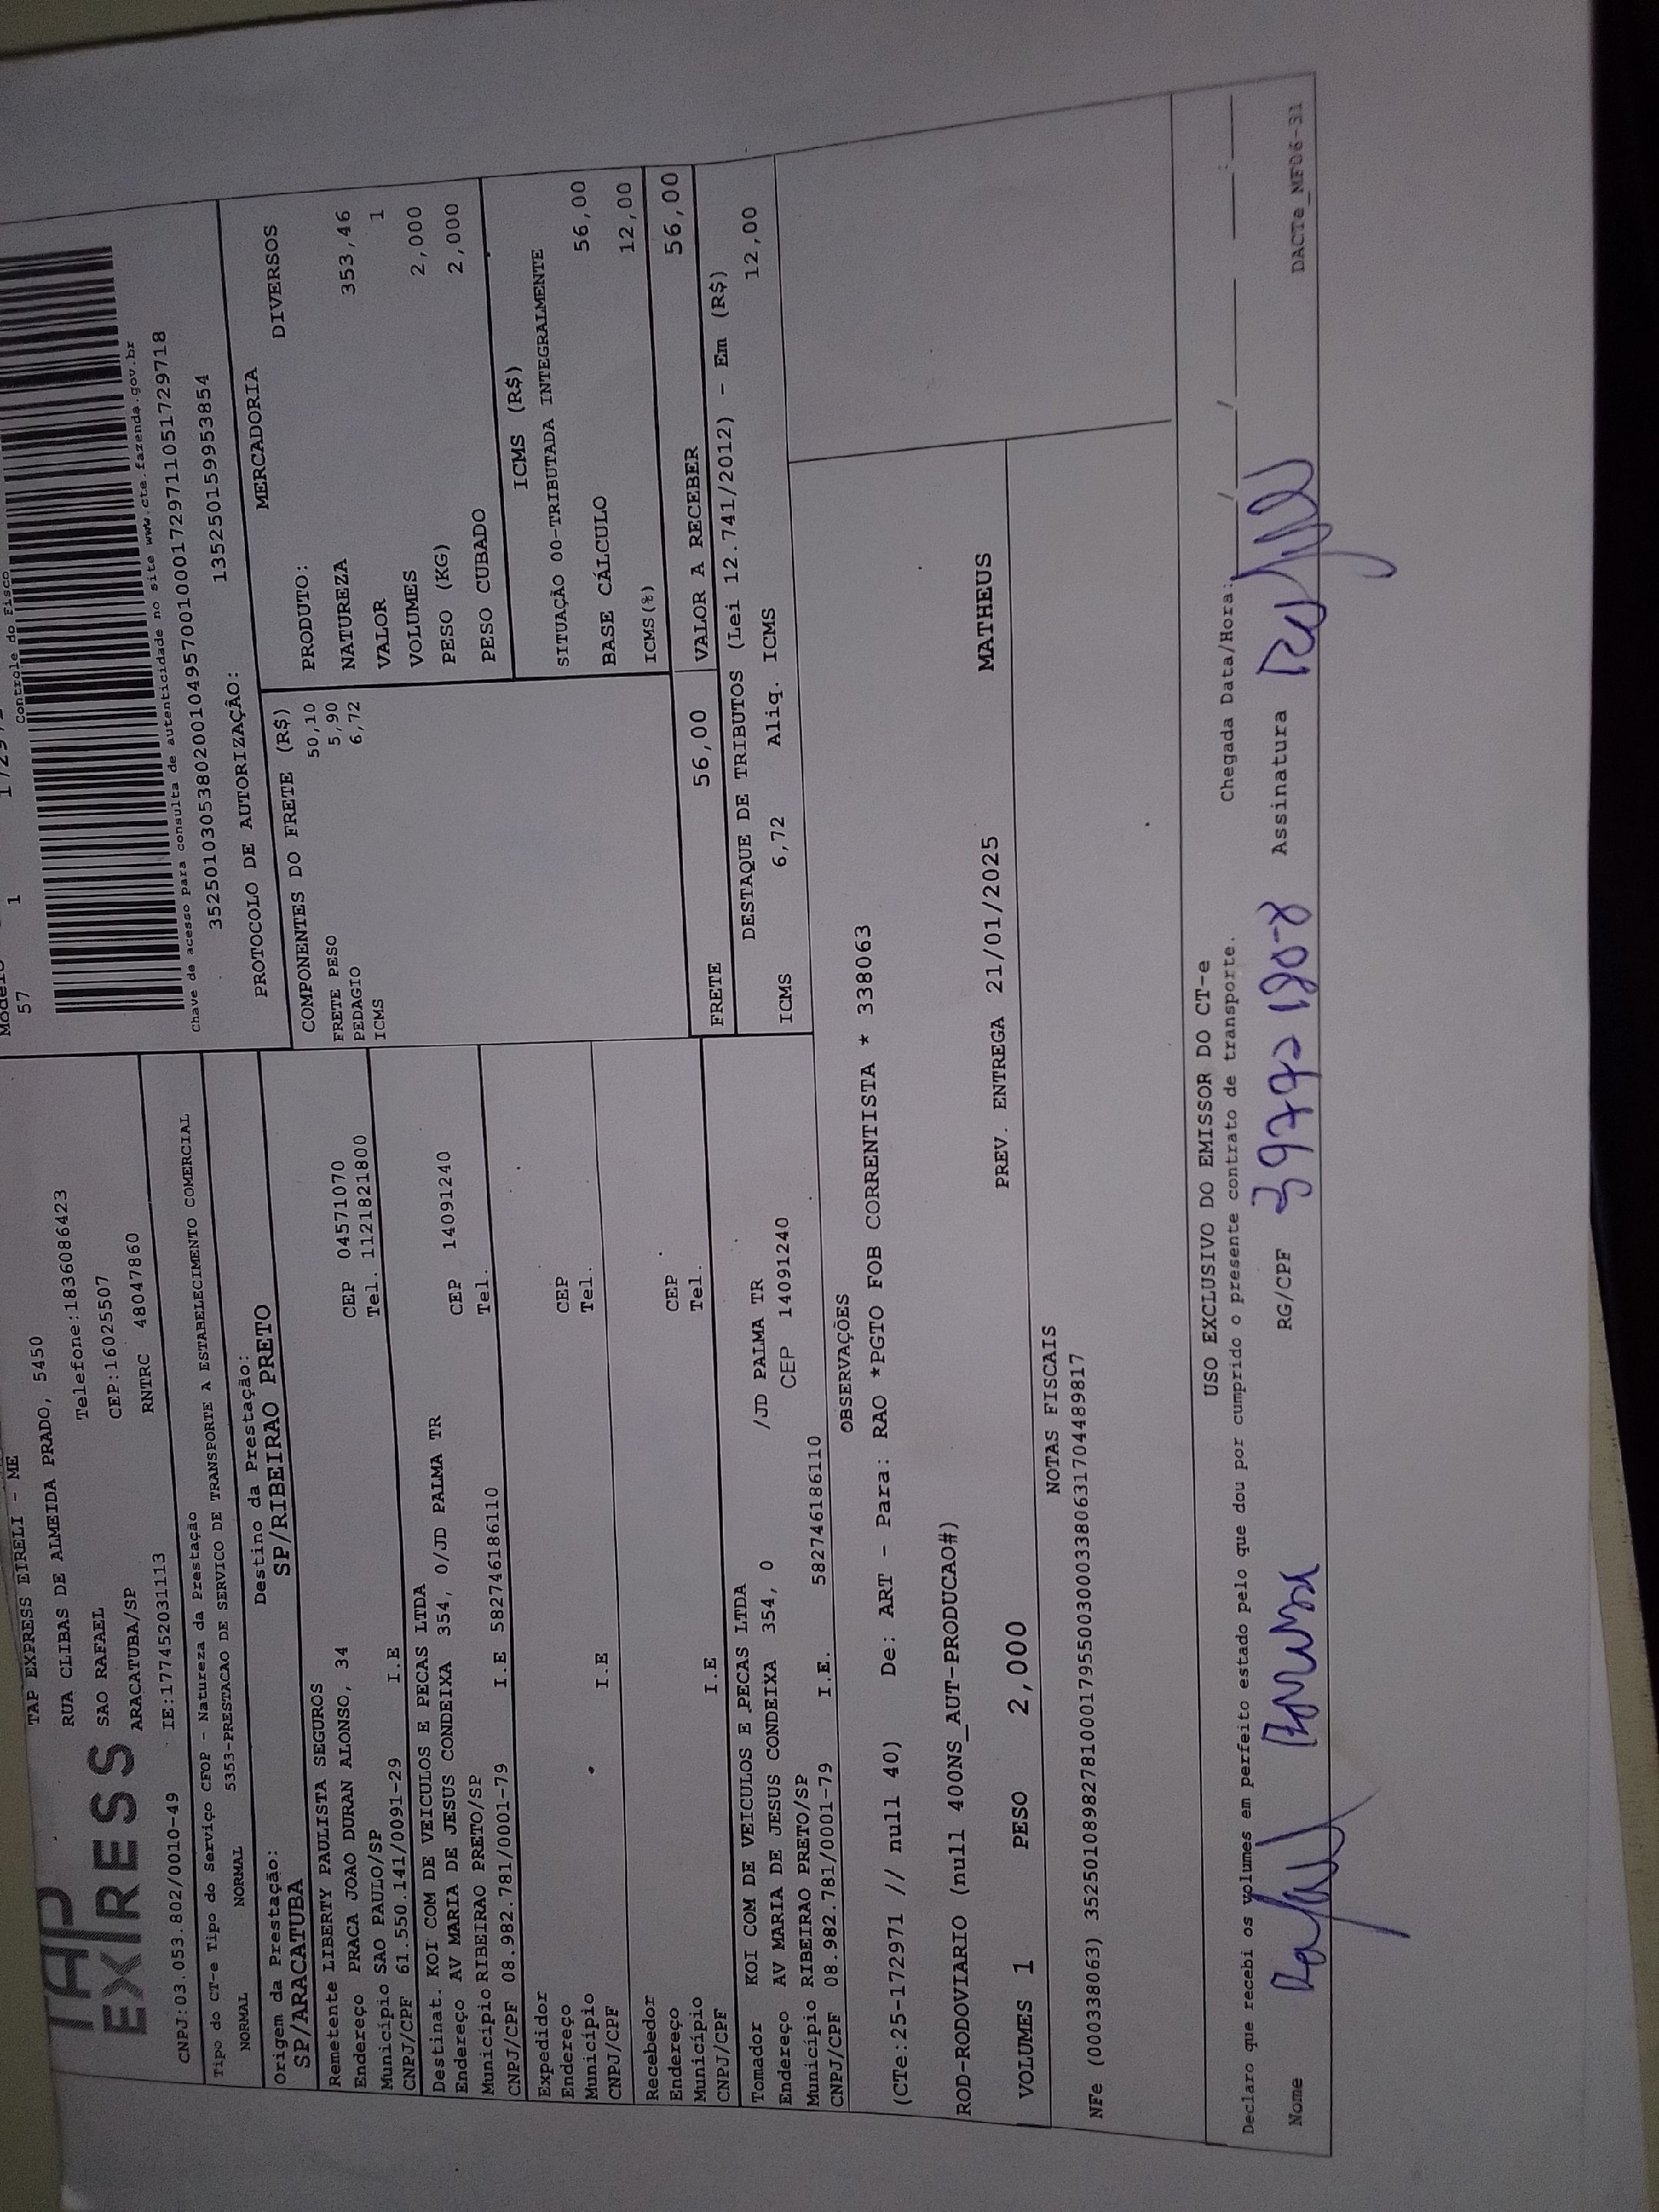 TAP
EXPRESS
TAP EXPRESS EIRELI - ME
RUA CLIBAS DE ALMEIDA PRADO, 5450
Telefone:1836086423
SAO RAFAEL CEP:16025507
ARACATUBA/SP RNTRC 48047860
CNPJ:03.053.802/0010-49 IE:177452031113
57 1
Controle do Fisco
Chave de acesso para consulta de autenticidade no site www.cte.fazenda.gov.br
35250103053802001049570010001729711051729718
PROTOCOLO DE AUTORIZAÇÃO: 135250159953854
Tipo do CT-e Tipo do Serviço CFOP - Natureza da Prestação
NORMAL NORMAL 5353-PRESTACAO DE SERVICO DE TRANSPORTE A ESTABELECIMENTO COMERCIAL
Origem da Prestação: Destino da Prestação:
SP/ARACATUBA SP/RIBEIRAO PRETO
Remetente LIBERTY PAULISTA SEGUROS
Endereço PRACA JOAO DURAN ALONSO, 34 CEP 04571070
Município SAO PAULO/SP Tel. 1121821800
CNPJ/CPF 61.550.141/0091-29 I.E
Destinat. KOI COM DE VEICULOS E PECAS LTDA
Endereço AV MARIA DE JESUS CONDEIXA 354, 0/JD PALMA TR CEP 14091240
Município RIBEIRAO PRETO/SP Tel.
CNPJ/CPF 08.982.781/0001-79 I.E 582746186110
Expedidor
Endereço CEP
Município Tel.
CNPJ/CPF I.E
Recebedor
Endereço CEP
Município Tel.
CNPJ/CPF I.E
Tomador KOI COM DE VEICULOS E PECAS LTDA
Endereço AV MARIA DE JESUS CONDEIXA 354, 0 /JD PALMA TR
Município RIBEIRAO PRETO/SP CEP 14091240
CNPJ/CPF 08.982.781/0001-79 I.E. 582746186110
COMPONENTES DO FRETE (R$)
FRETE PESO 50,10
PEDAGIO 5,90
ICMS 6,72
MERCADORIA
PRODUTO: DIVERSOS
NATUREZA
VALOR 353,46
VOLUMES 1
PESO (KG) 2,000
PESO CUBADO 2,000
ICMS (R$)
SITUAÇÃO 00-TRIBUTADA INTEGRALMENTE
BASE CÁLCULO 56,00
ICMS(%) 12,00
FRETE 56,00 VALOR A RECEBER 56,00
DESTAQUE DE TRIBUTOS (Lei 12.741/2012) - Em (R$)
ICMS 6,72 Aliq. ICMS 12,00
OBSERVAÇÕES
(CTe:25-172971 // null 40) De: ART - Para: RAO *PGTO FOB CORRENTISTA * 338063
ROD-RODOVIARIO (null 400NS_AUT-PRODUCAO#)
VOLUMES 1 PESO 2,000 PREV. ENTREGA 21/01/2025 MATHEUS
NOTAS FISCAIS
NFe (000338063) 35250108982781000179550030003380631704489817
USO EXCLUSIVO DO EMISSOR DO CT-e
Declaro que recebi os volumes em perfeito estado pelo que dou por cumprido o presente contrato de transporte. Chegada Data/Hora: ____/____/____ ____:____
Nome RG/CPF Assinatura
DACTe_MF06-31